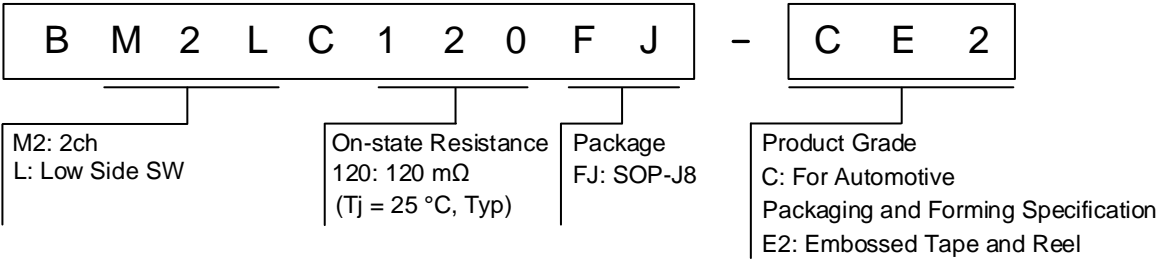 B M 2 L C 1 2 0 F J - C E 2
M2: 2ch
L: Low Side SW
On-state Resistance
120: 120 mΩ
(Tj = 25 °C, Typ)
Package
FJ: SOP-J8
Product Grade
C: For Automotive
Packaging and Forming Specification
E2: Embossed Tape and Reel